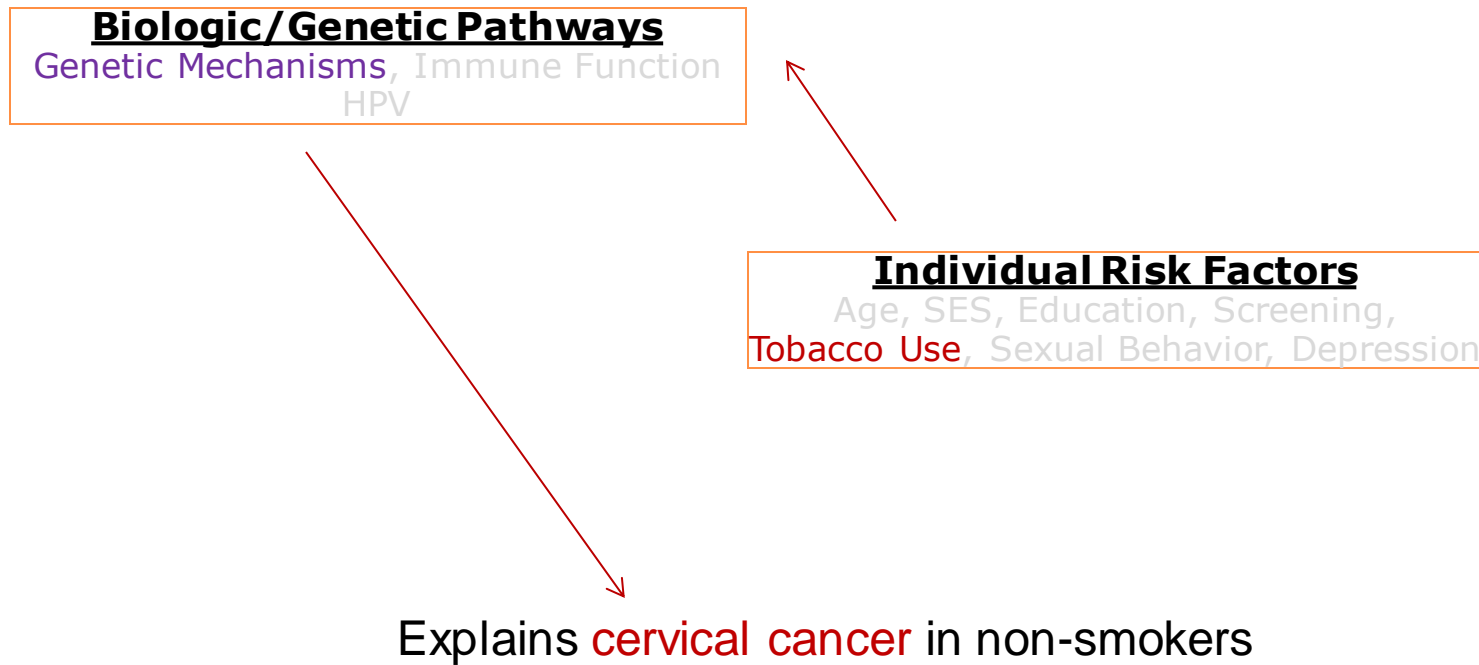 Biologic/Genetic Pathways
Genetic Mechanisms, Immune Function
HPV
Individual Risk Factors
Age, SES, Education, Screening,
Tobacco Use, Sexual Behavior, Depression
Explains cervical cancer in non-smokers